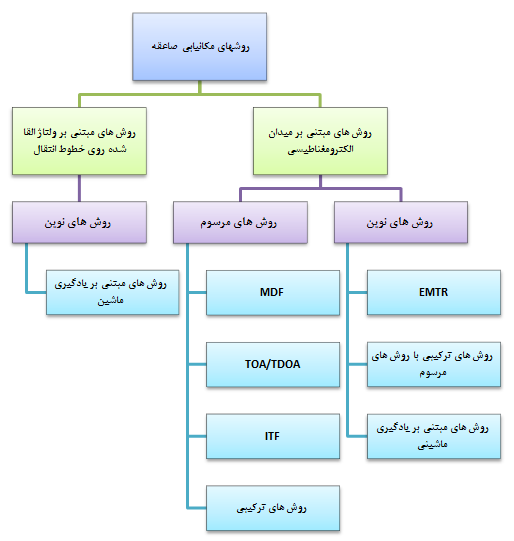 روشهای مکانیابی صاعقه
روش های مبتنی بر میدان
الکترومغناطیسی
روش های مبتنی بر ولتاژ القا
شده روی خطوط انتقال
روش های نوین
روش های مرسوم
روش های نوین
EMTR
روش های ترکیبی با روش های
مرسوم
روش های مبتنی بر یادگیری
ماشینی
MDF
TOA/TDOA
ITF
روش های ترکیبی
روش های مبتنی بر یادگیری
ماشین